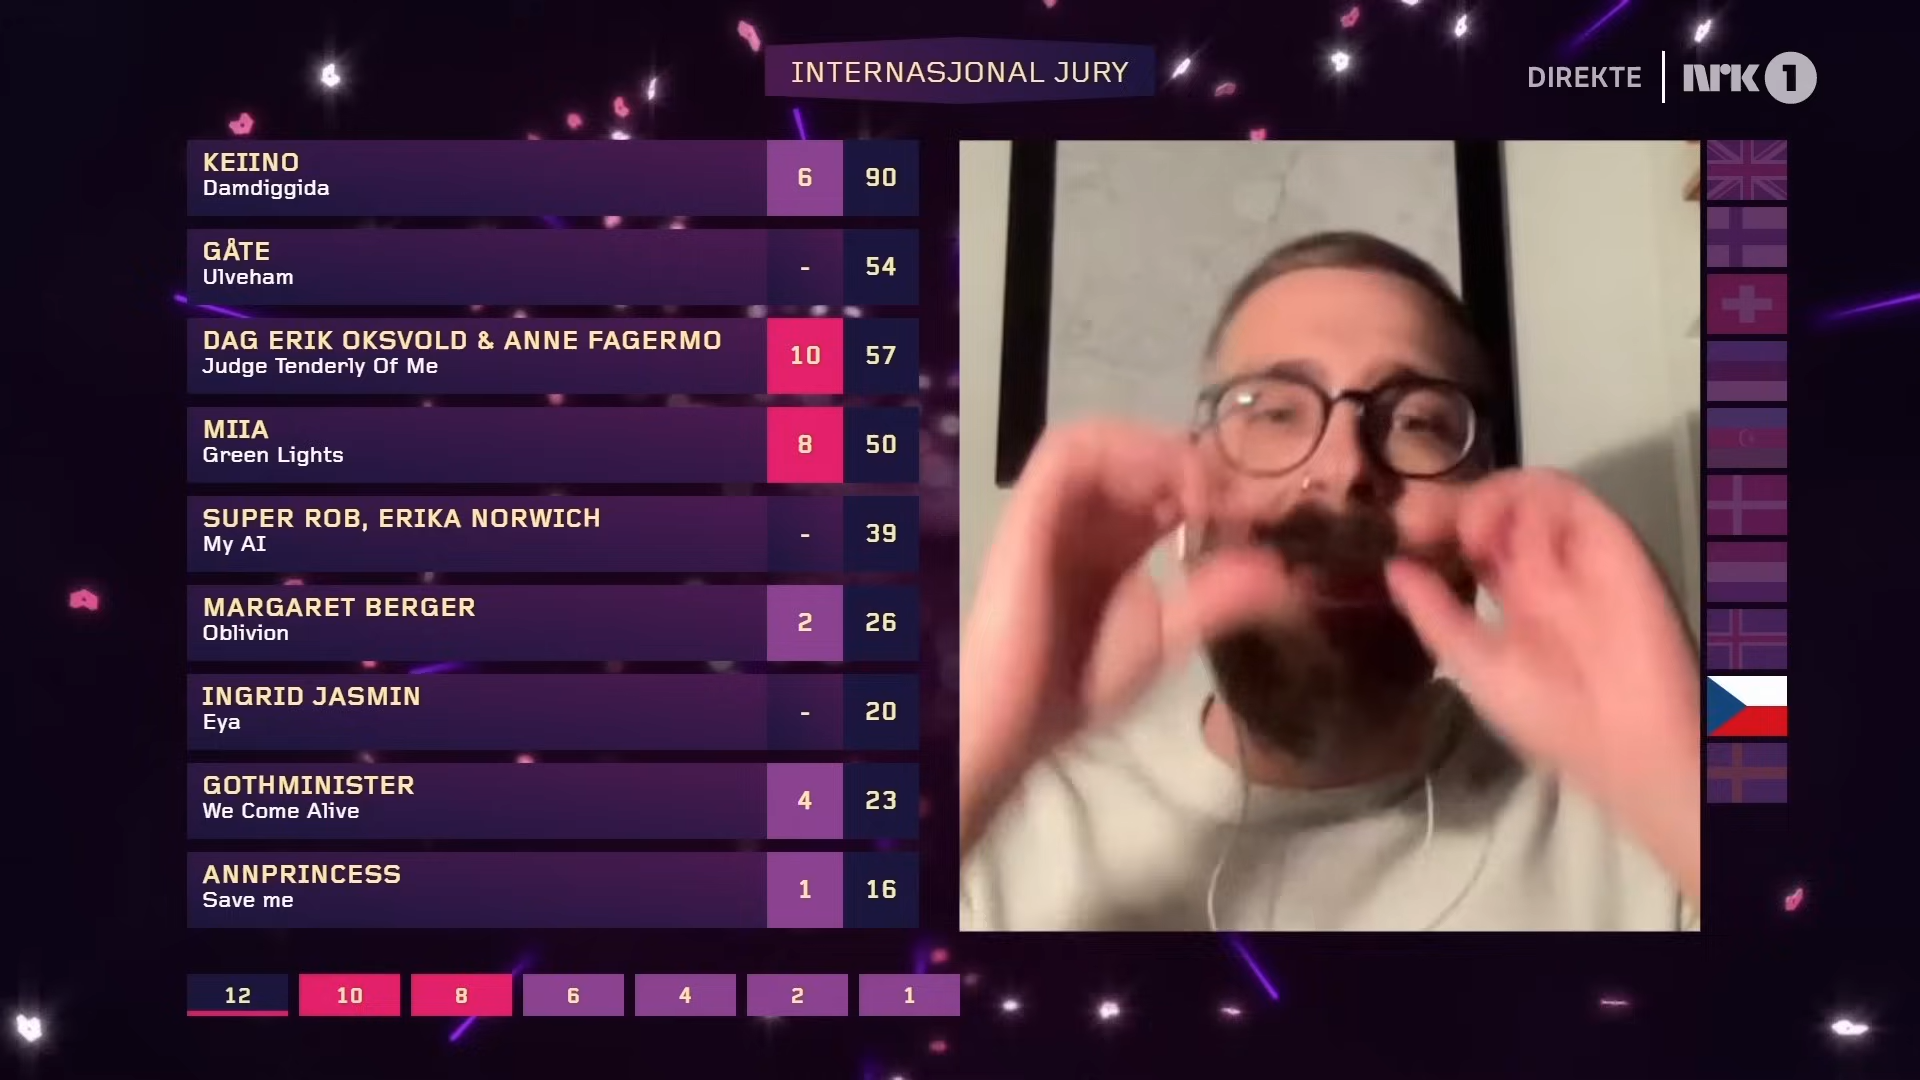 INTERNASJONAL JURY
DIREKTE nrk 1
KEIINO 6 90
Damdiggida
GÅTE - 54
Ulveham
DAG ERIK OKSVOLD & ANNE FAGERMO 10 57
Judge Tenderly Of Me
MIIA 8 50
Green Lights
SUPER ROB, ERIKA NORWICH - 39
My AI
MARGARET BERGER 2 26
Oblivion
INGRID JASMIN - 20
Eya
GOTHMINISTER 4 23
We Come Alive
ANNPRINCESS 1 16
Save me
12 10 8 6 4 2 1